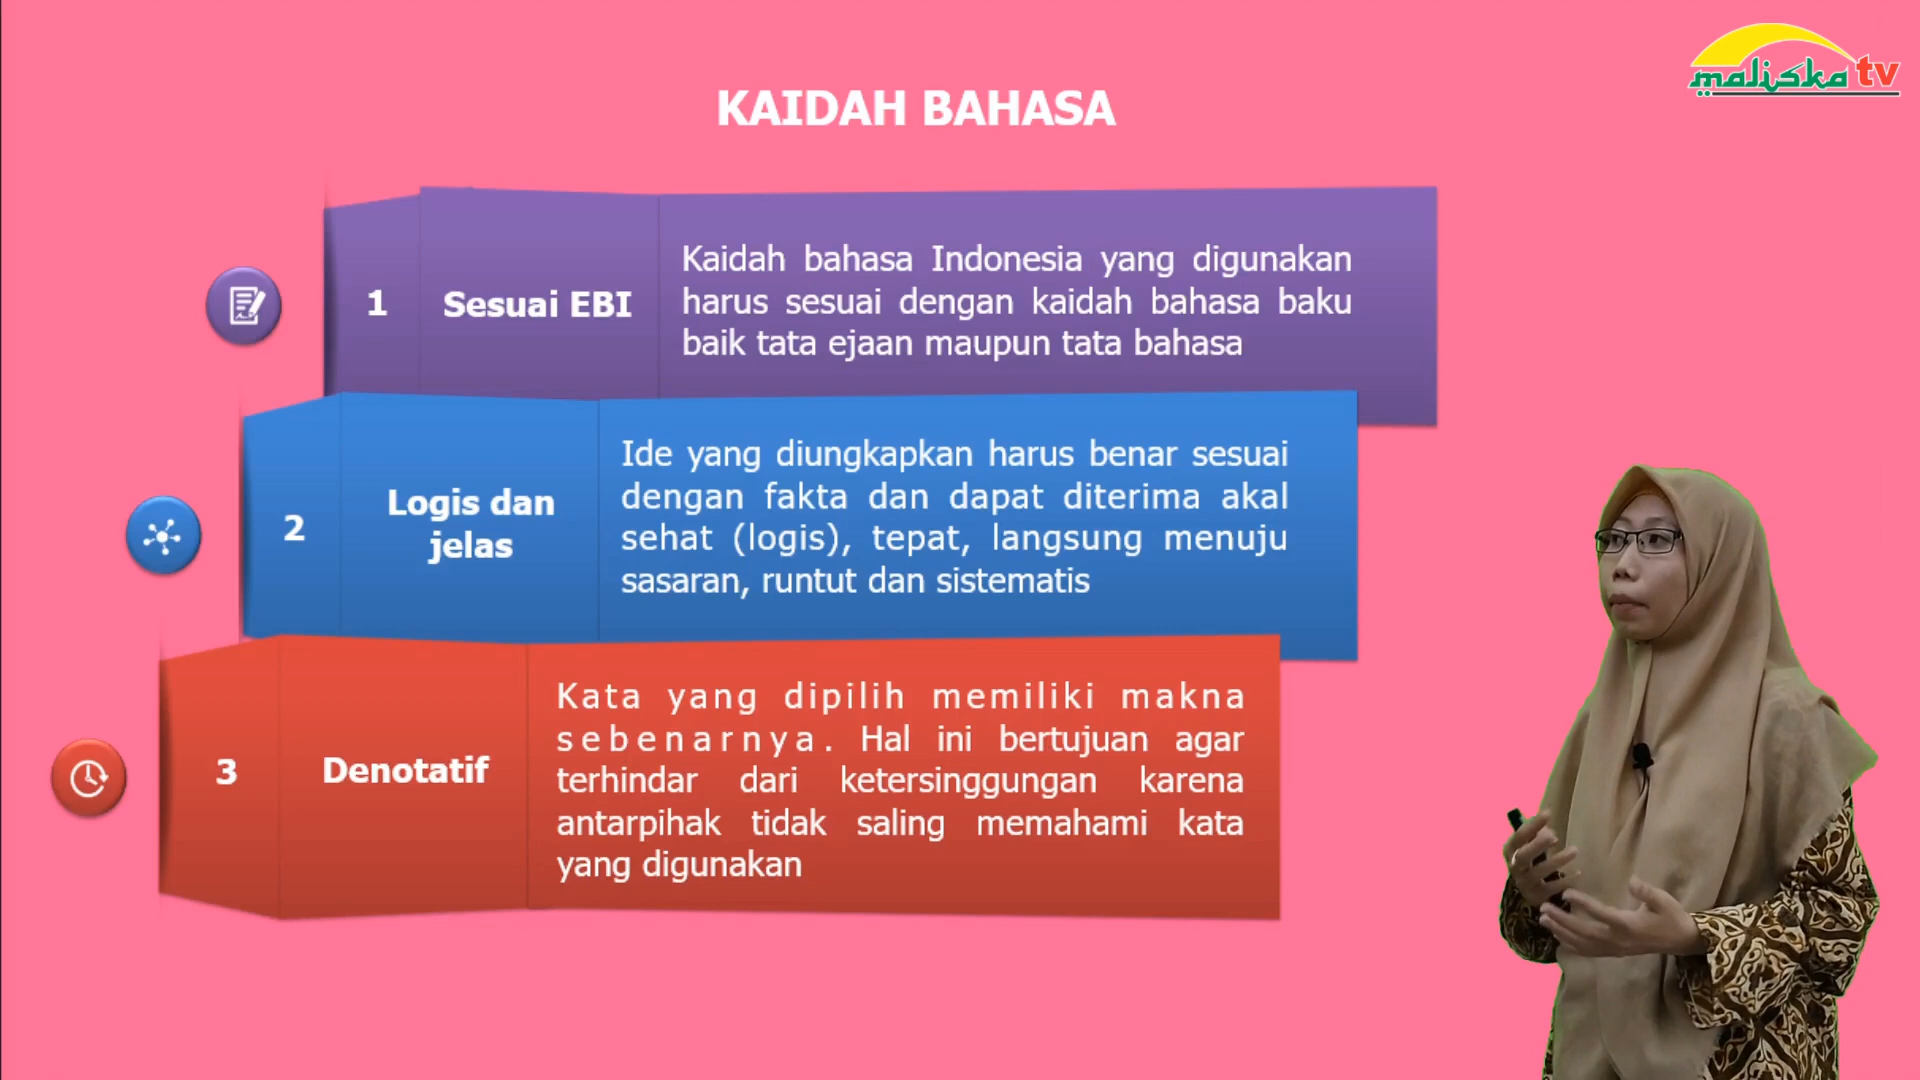 maliska tv
KAIDAH BAHASA
1
Sesuai EBI
Kaidah bahasa Indonesia yang digunakan
harus sesuai dengan kaidah bahasa baku
baik tata ejaan maupun tata bahasa
2
Logis dan
jelas
Ide yang diungkapkan harus benar sesuai
dengan fakta dan dapat diterima akal
sehat (logis), tepat, langsung menuju
sasaran, runtut dan sistematis
3
Denotatif
Kata yang dipilih memiliki makna
sebenarnya. Hal ini bertujuan agar
terhindar dari ketersinggungan karena
antarpihak tidak saling memahami kata
yang digunakan